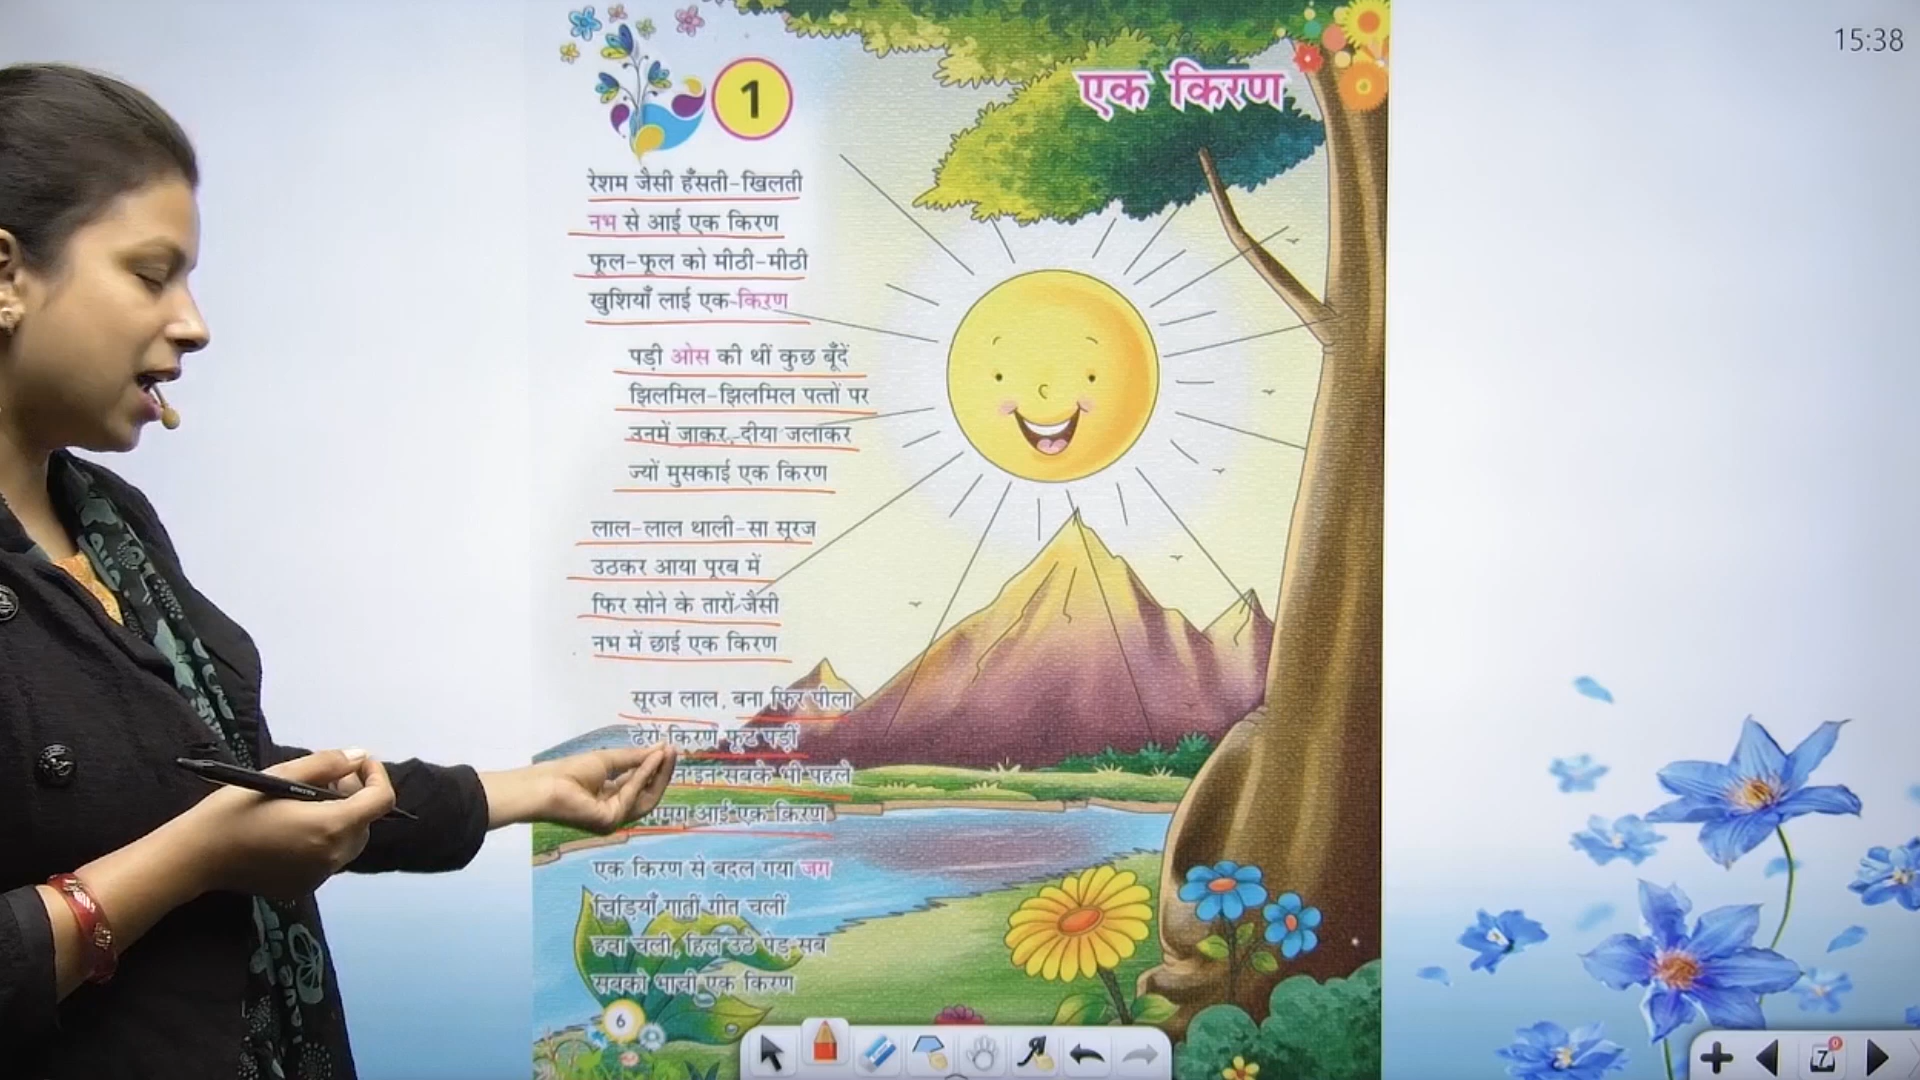 15:38
1
एक किरण
रेशम जैसी हँसती-खिलती
नभ से आई एक किरण
फूल-फूल को मीठी-मीठी
खुशियाँ लाई एक किरण
पड़ी ओस की थीं कुछ बूँदें
झिलमिल-झिलमिल पत्तों पर
उनमें जाकर, दीया जलाकर
ज्यों मुसकाई एक किरण
लाल-लाल थाली-सा सूरज
उठकर आया पूरब में
फिर सोने के तारों जैसी
नभ में छाई एक किरण
सूरज लाल, बना फिर पीला
ढेरों किरणें फूट पड़ीं
इन सबके भी पहले
आई एक किरण
एक किरण से बदल गया जग
चिड़ियाँ गातीं गीत चलीं
हवा चली, हिल उठे पेड़ सब
सबको भायी एक किरण
6
7
0